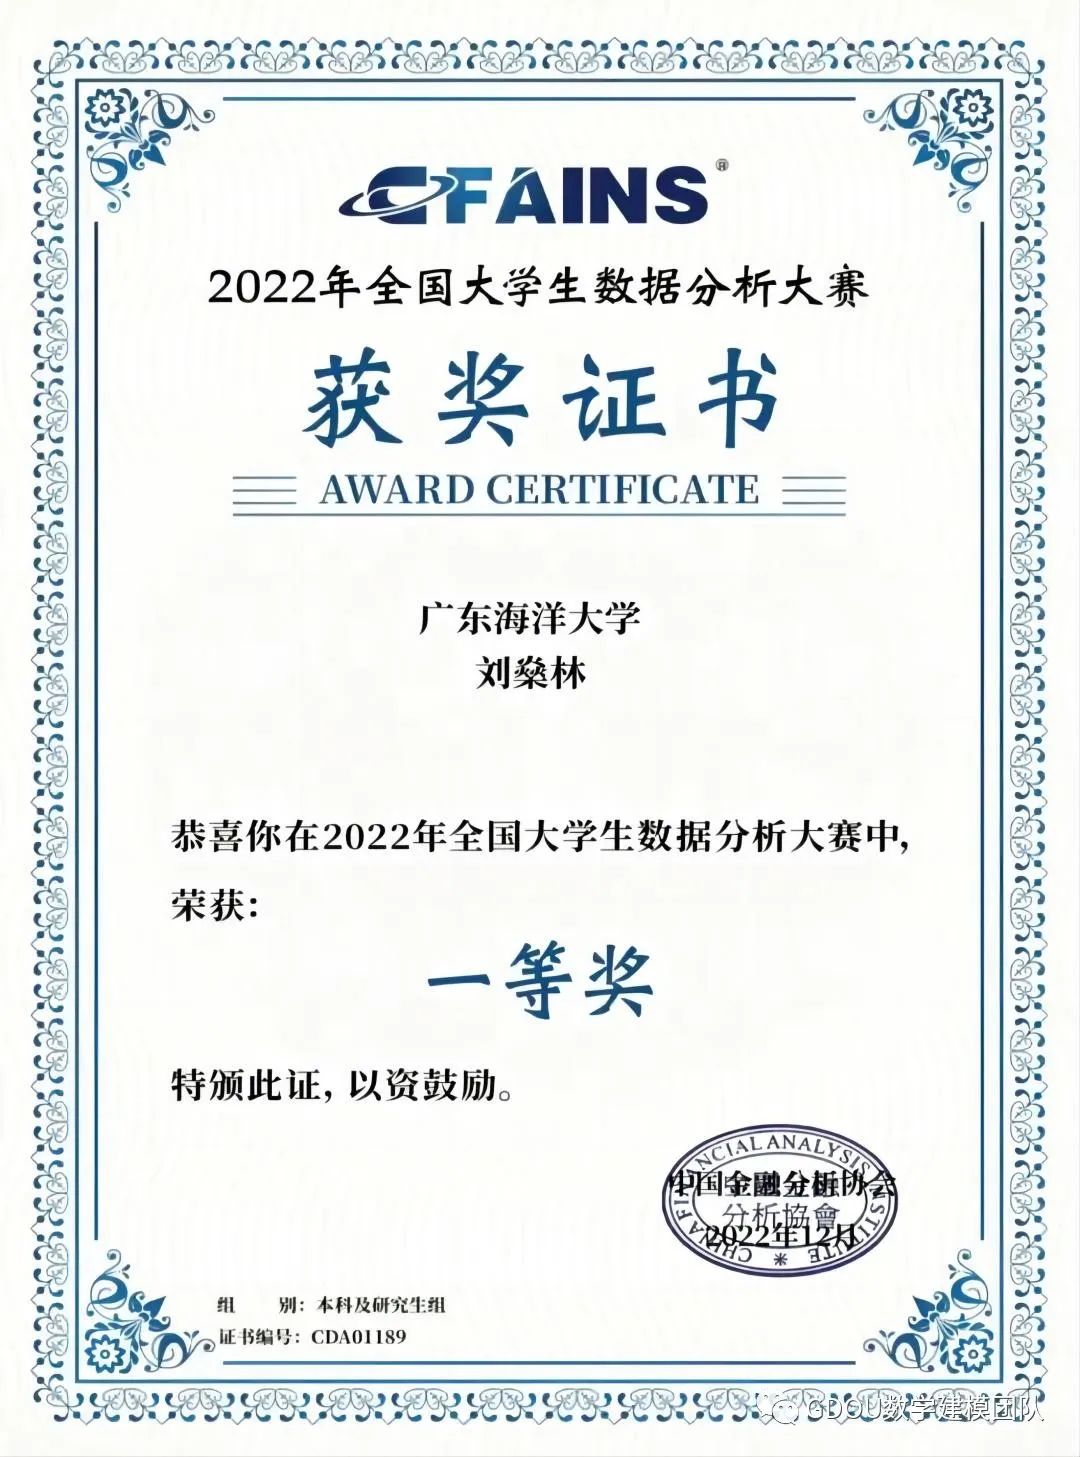 CFAINS®
2022年全国大学生数据分析大赛
获奖证书
AWARD CERTIFICATE
广东海洋大学
刘燊林
恭喜你在2022年全国大学生数据分析大赛中,
荣获:
一等奖
特颁此证, 以资鼓励。
CHINA FINANCIAL ANALYSIS INSTITUTE
中国金融分析协会
分析協會
2022年12月
组 别: 本科及研究生组
证书编号: CDA01189
GDOU数学建模团队